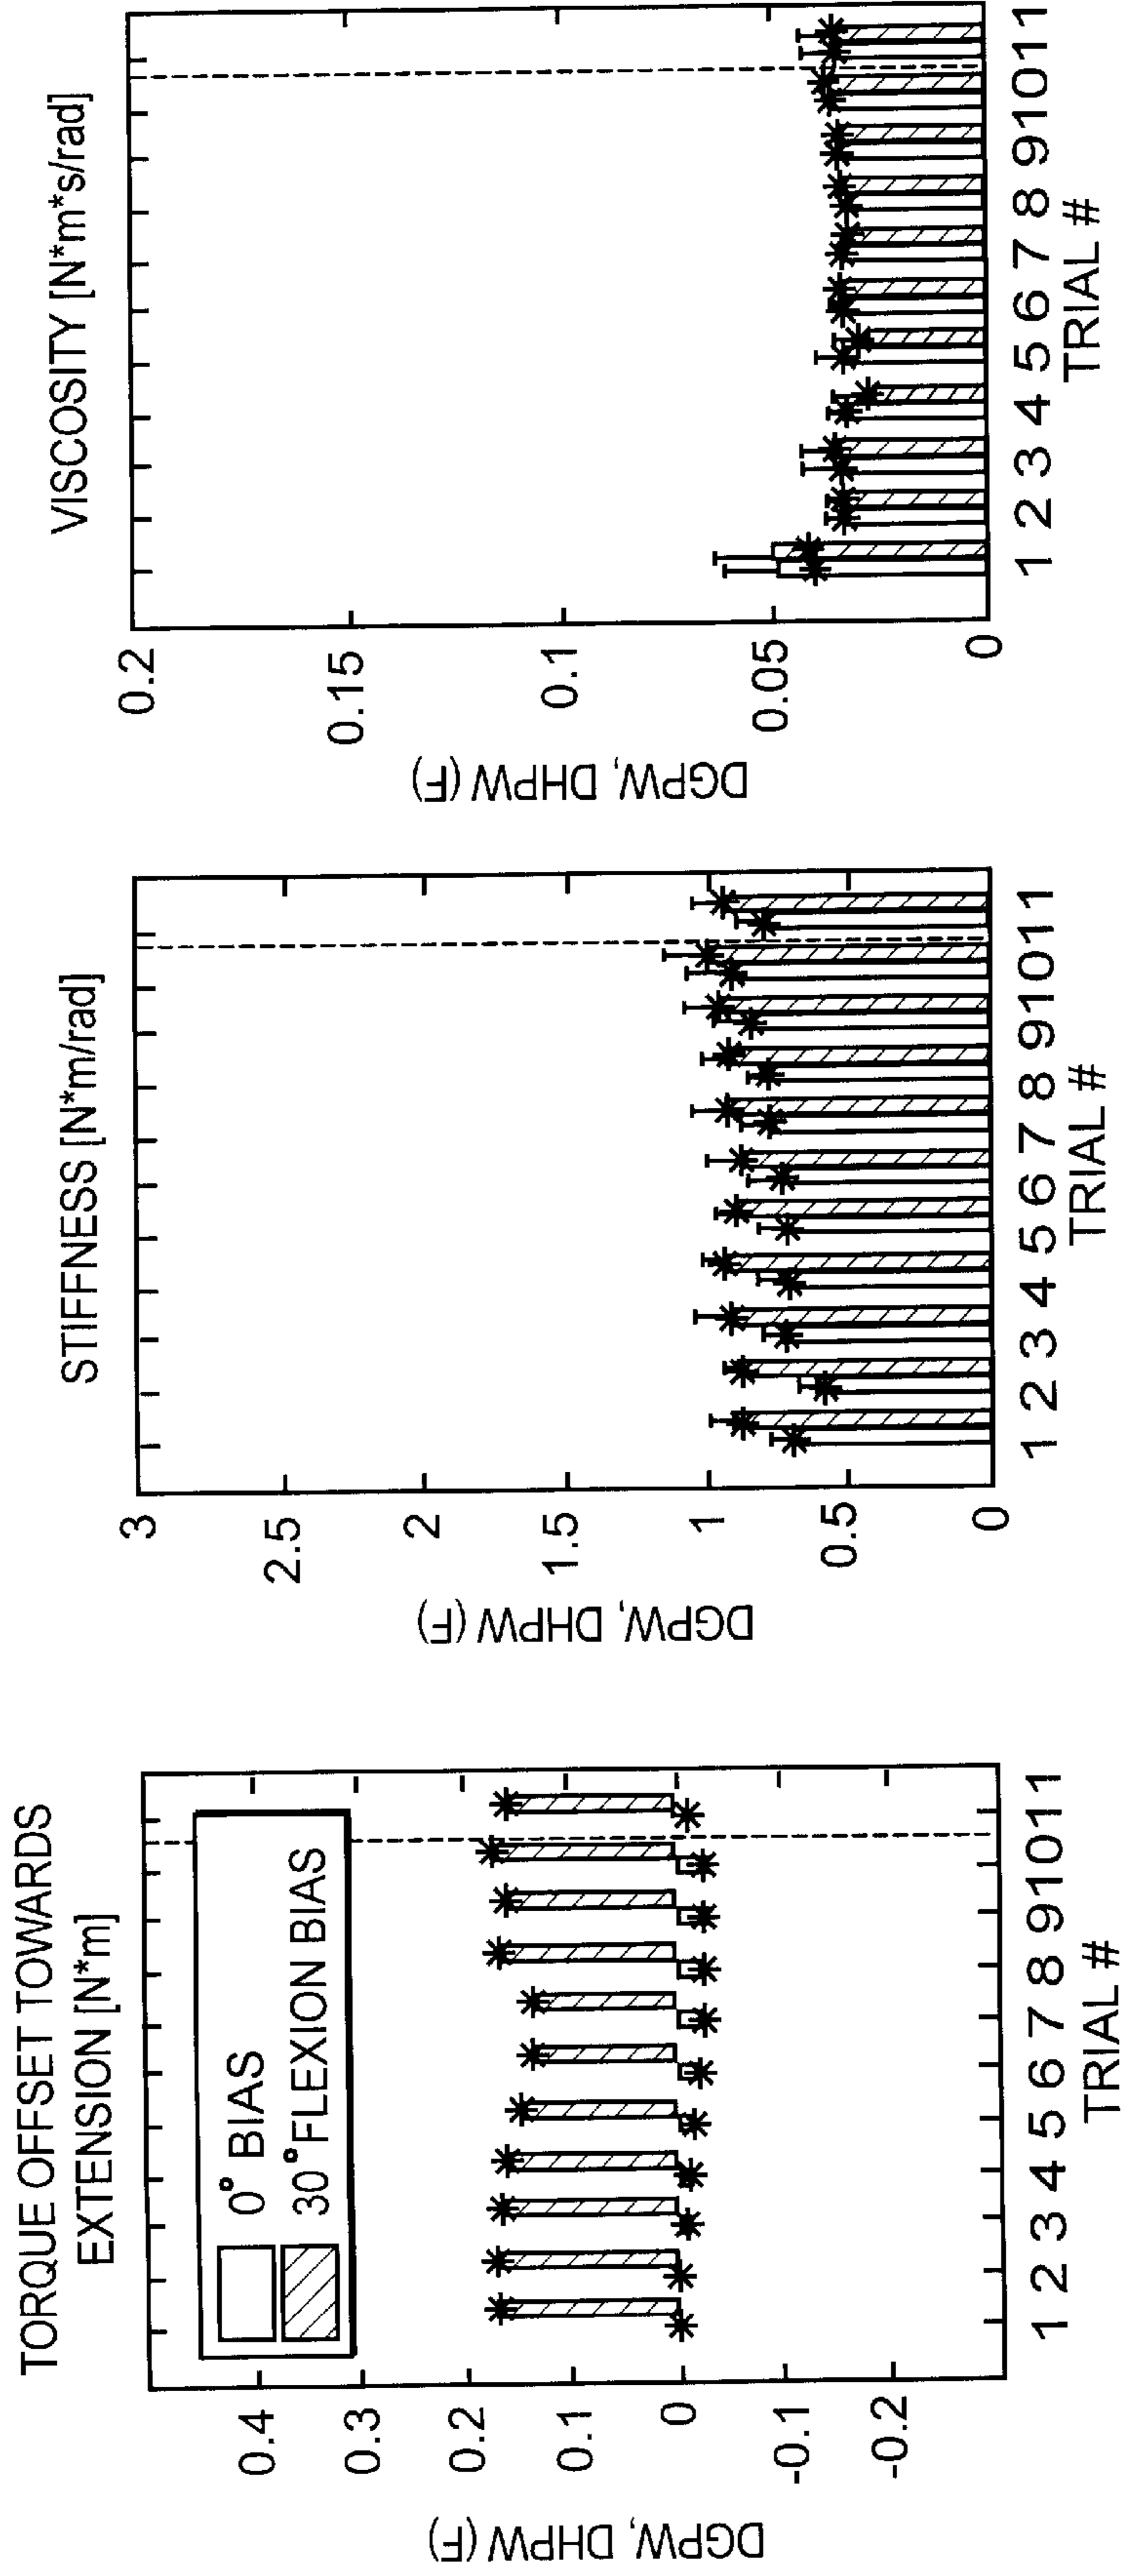 TORQUE OFFSET TOWARDS
EXTENSION [N*m]
0° BIAS
30° FLEXION BIAS
DGPW, DHPW (F)
0.4
0.3
0.2
0.1
0
-0.1
-0.2
1 2 3 4 5 6 7 8 9 10 11
TRIAL #
STIFFNESS [N*m/rad]
DGPW, DHPW (F)
3
2.5
2
1.5
1
0.5
0
1 2 3 4 5 6 7 8 9 10 11
TRIAL #
VISCOSITY [N*m*s/rad]
DGPW, DHPW (F)
0.2
0.15
0.1
0.05
0
1 2 3 4 5 6 7 8 9 10 11
TRIAL #